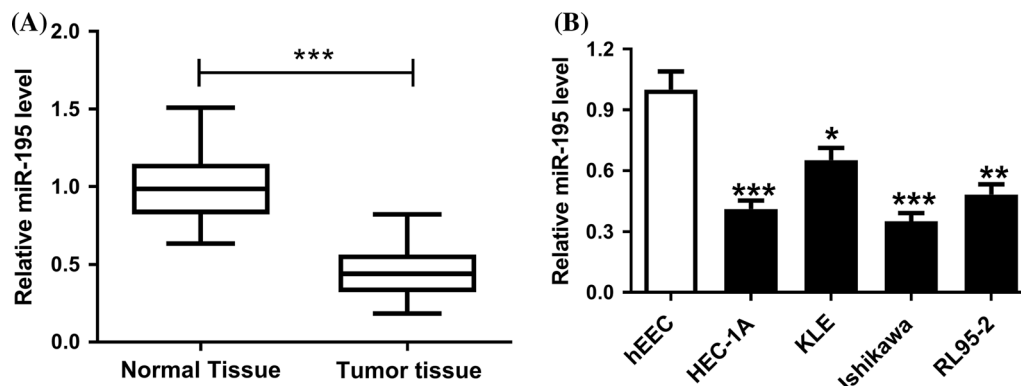 (A)
Relative miR-195 level
2.0
1.5
1.0
0.5
0.0
***
Normal Tissue
Tumor tissue
(B)
Relative miR-195 level
1.2
0.9
0.6
0.3
0.0
***
*
***
**
hEEC
HEC-1A
KLE
Ishikawa
RL95-2